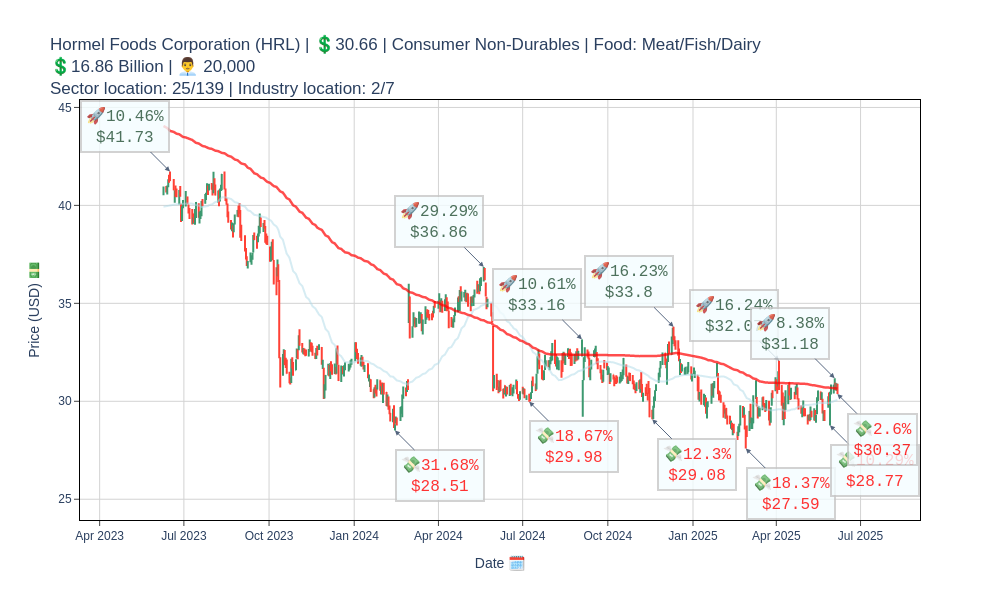 Hormel Foods Corporation (HRL) | 💲30.66 | Consumer Non-Durables | Food: Meat/Fish/Dairy
💲16.86 Billion | 👨‍💼 20,000
Sector location: 25/139 | Industry location: 2/7
45
40
35
30
25
Price (USD) 💵
🚀10.46%
$41.73
🚀29.29%
$36.86
🚀10.61%
$33.16
🚀16.23%
$33.8
🚀16.24%
$32.0
🚀8.38%
$31.18
💸31.68%
$28.51
💸18.67%
$29.98
💸12.3%
$29.08
💸18.37%
$27.59
💸10.29%
$28.77
💸2.6%
$30.37
Apr 2023
Jul 2023
Oct 2023
Jan 2024
Apr 2024
Jul 2024
Oct 2024
Jan 2025
Apr 2025
Jul 2025
Date 🗓️